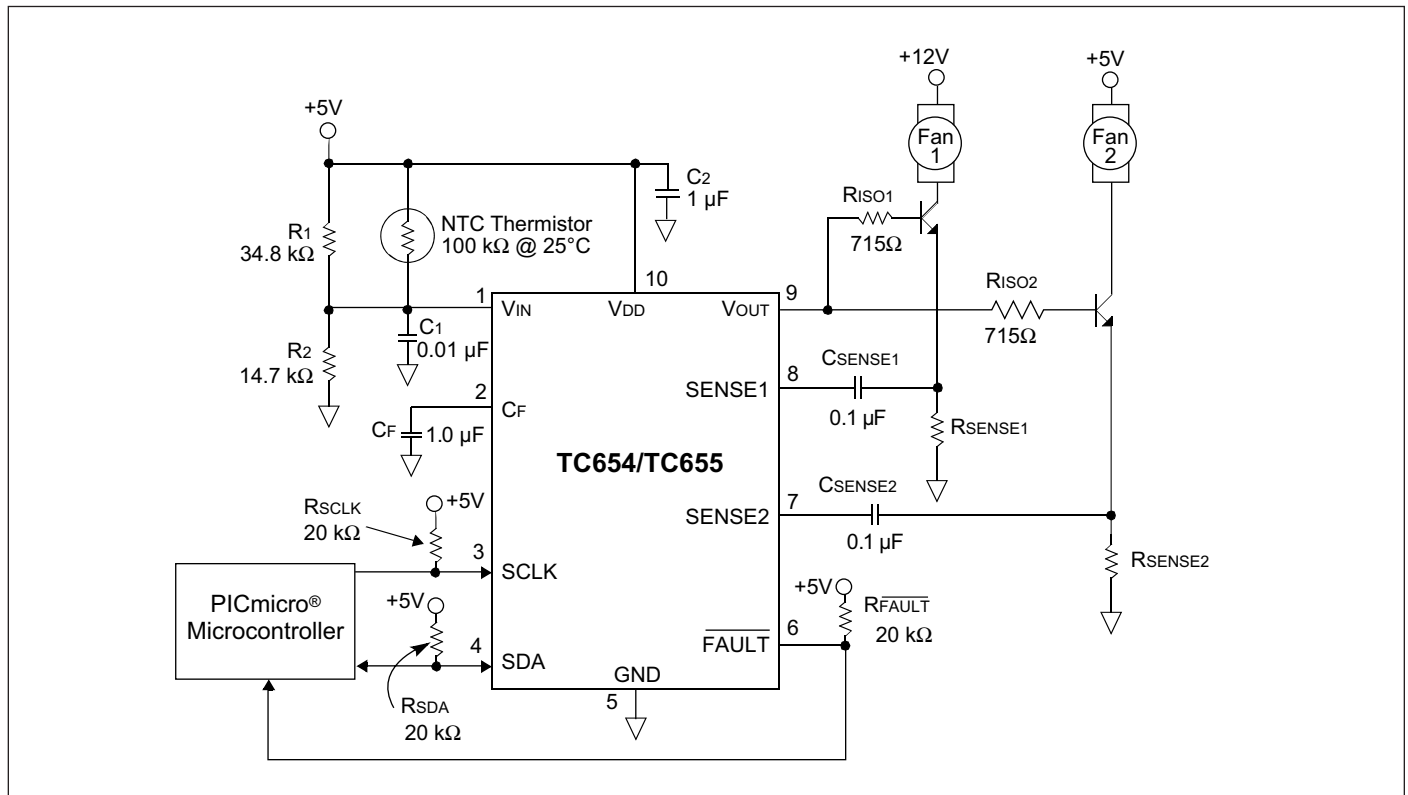 +12V
+5V
Fan
1
Fan
2
+5V
C2
1 µF
RISO1
715Ω
R1
34.8 kΩ
NTC Thermistor
100 kΩ @ 25°C
10
RISO2
715Ω
1
VIN
VDD
VOUT
9
C1
0.01 µF
R2
14.7 kΩ
CSENSE1
8
SENSE1
0.1 µF
2
CF
CF
1.0 µF
RSENSE1
TC654/TC655
CSENSE2
7
SENSE2
0.1 µF
RSCLK
20 kΩ
+5V
3
SCLK
RSENSE2
PICmicro®
Microcontroller
+5V
4
SDA
+5V
RFAULT
20 kΩ
6
FAULT
GND
5
RSDA
20 kΩ